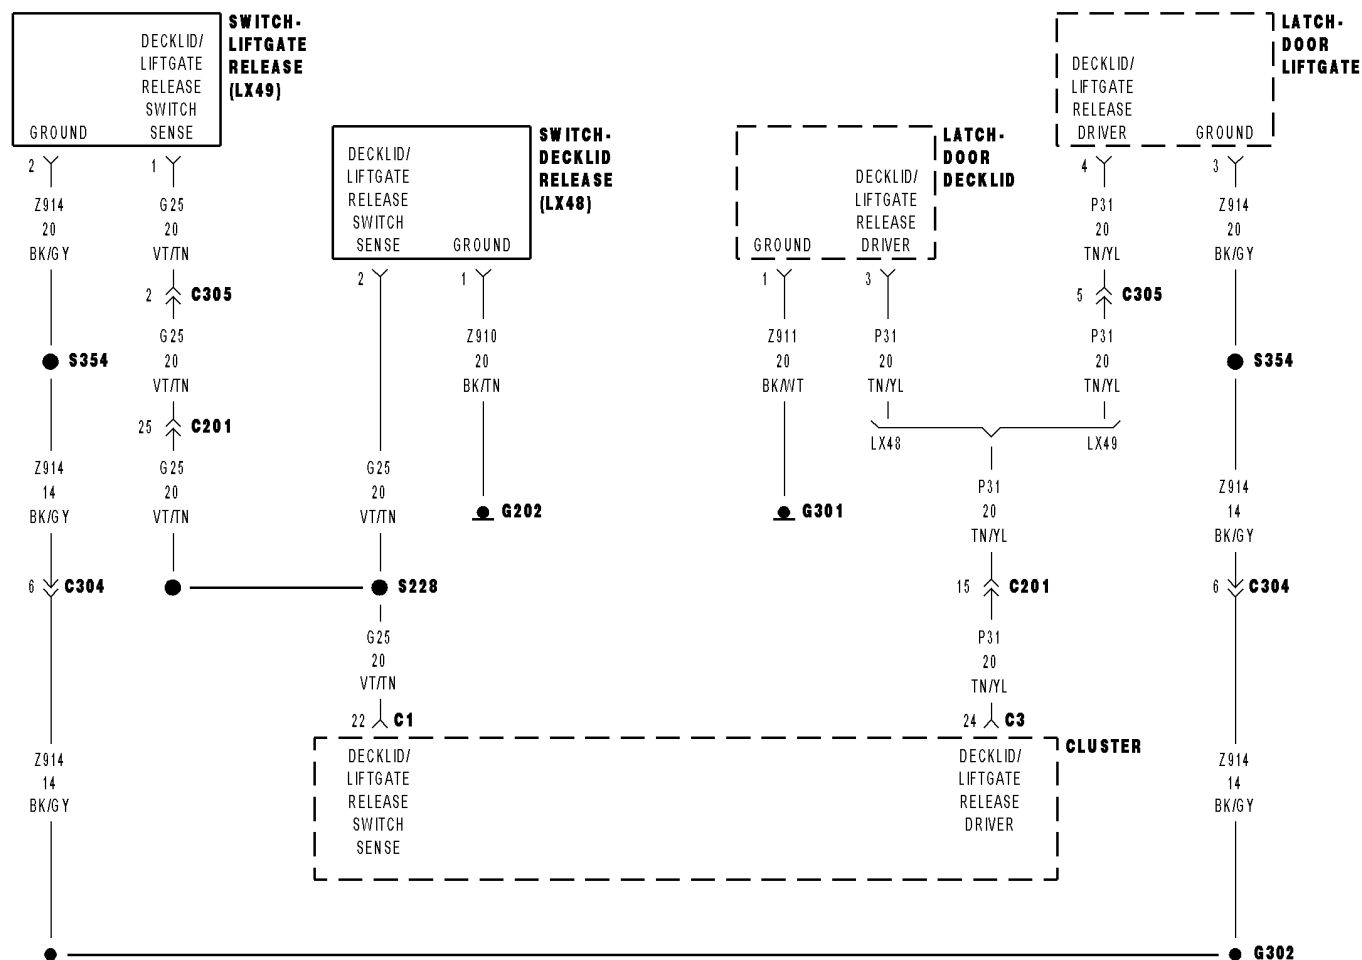 SWITCH-
LIFTGATE
RELEASE
(LX49)
DECKLID/
LIFTGATE
RELEASE
SWITCH
SENSE
GROUND
2
1
Z914
20
BK/GY
G25
20
VT/TN
2
C305
G25
20
VT/TN
S354
25
C201
Z914
14
BK/GY
G25
20
VT/TN
6
C304
Z914
14
BK/GY
SWITCH-
DECKLID
RELEASE
(LX48)
DECKLID/
LIFTGATE
RELEASE
SWITCH
SENSE
GROUND
2
1
Z910
20
BK/TN
G202
G25
20
VT/TN
S228
G25
20
VT/TN
22
C1
LATCH-
DOOR
DECKLID
DECKLID/
LIFTGATE
RELEASE
DRIVER
GROUND
1
3
Z911
20
BK/WT
P31
20
TN/YL
G301
LX48
LX49
LATCH-
DOOR
LIFTGATE
DECKLID/
LIFTGATE
RELEASE
DRIVER
GROUND
4
3
P31
20
TN/YL
Z914
20
BK/GY
5
C305
P31
20
TN/YL
S354
P31
20
TN/YL
Z914
14
BK/GY
15
C201
6
C304
P31
20
TN/YL
24
C3
CLUSTER
DECKLID/
LIFTGATE
RELEASE
SWITCH
SENSE
DECKLID/
LIFTGATE
RELEASE
DRIVER
Z914
14
BK/GY
G302